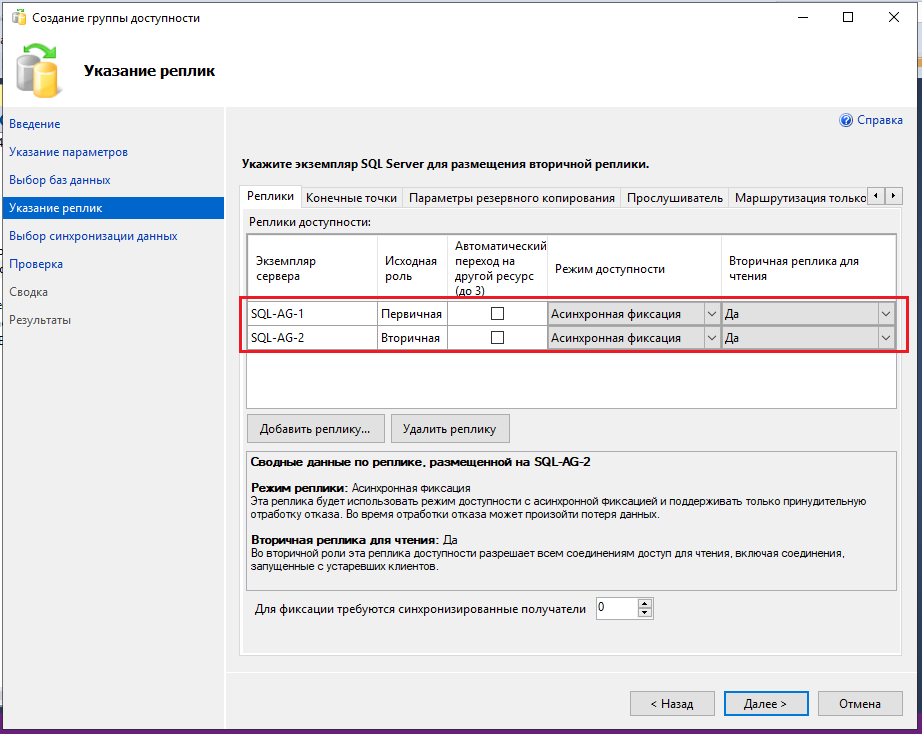 Создание группы доступности
Указание реплик
Введение
Указание параметров
Выбор баз данных
Указание реплик
Выбор синхронизации данных
Проверка
Сводка
Результаты
Справка
Укажите экземпляр SQL Server для размещения вторичной реплики.
Реплики Конечные точки Параметры резервного копирования Прослушиватель Маршрутизация только
Реплики доступности:
Экземпляр
сервера
Исходная
роль
Автоматический
переход на
другой ресурс
(до 3)
Режим доступности
Вторичная реплика для
чтения
SQL-AG-1 Первичная Асинхронная фиксация Да
SQL-AG-2 Вторичная Асинхронная фиксация Да
Добавить реплику... Удалить реплику
Сводные данные по реплике, размещенной на SQL-AG-2
Режим реплики: Асинхронная фиксация
Эта реплика будет использовать режим доступности с асинхронной фиксацией и поддерживать только принудительную
отработку отказа. Во время отработки отказа может произойти потеря данных.
Вторичная реплика для чтения: Да
Во вторичной роли эта реплика доступности разрешает всем соединениям доступ для чтения, включая соединения,
запущенные с устаревших клиентов.
Для фиксации требуются синхронизированные получатели 0
< Назад Далее > Отмена